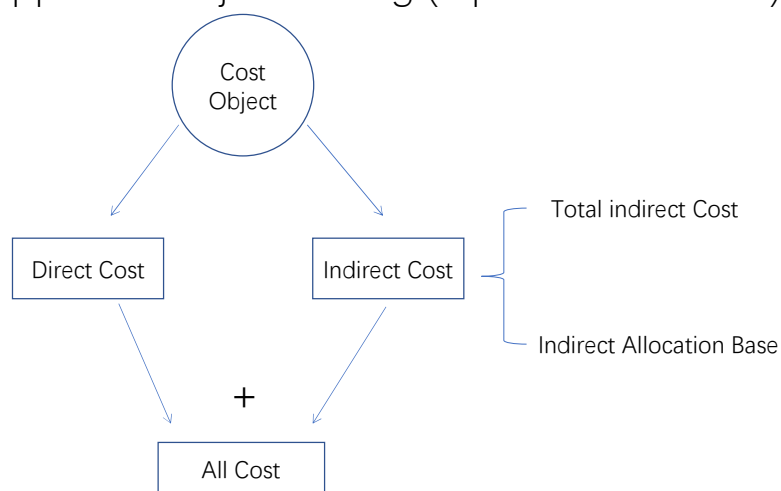 Cost
Object
Total indirect Cost
Direct Cost
Indirect Cost
Indirect Allocation Base
+
All Cost